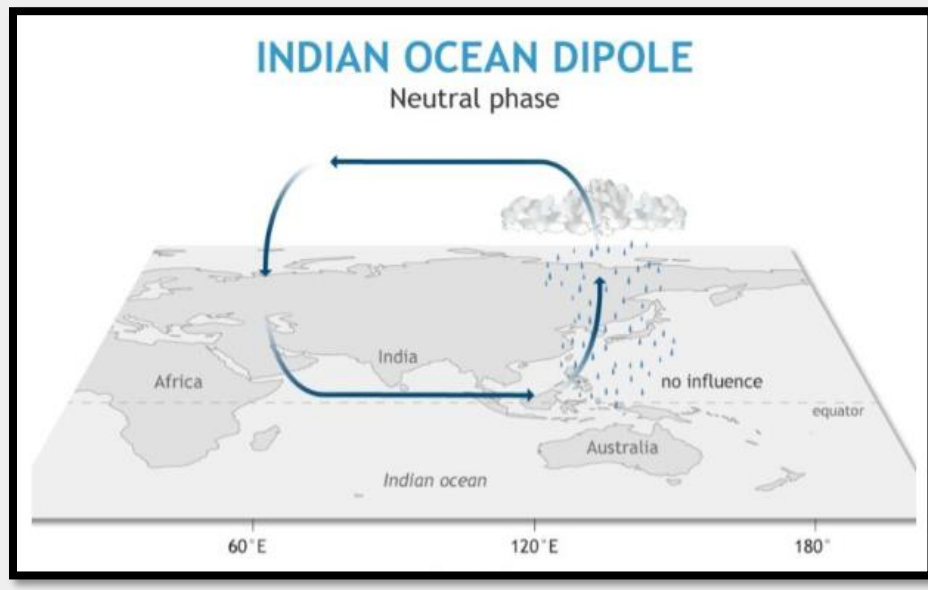 INDIAN OCEAN DIPOLE
Neutral phase
India
Africa
no influence
equator
Australia
Indian ocean
60°E
120°E
180°